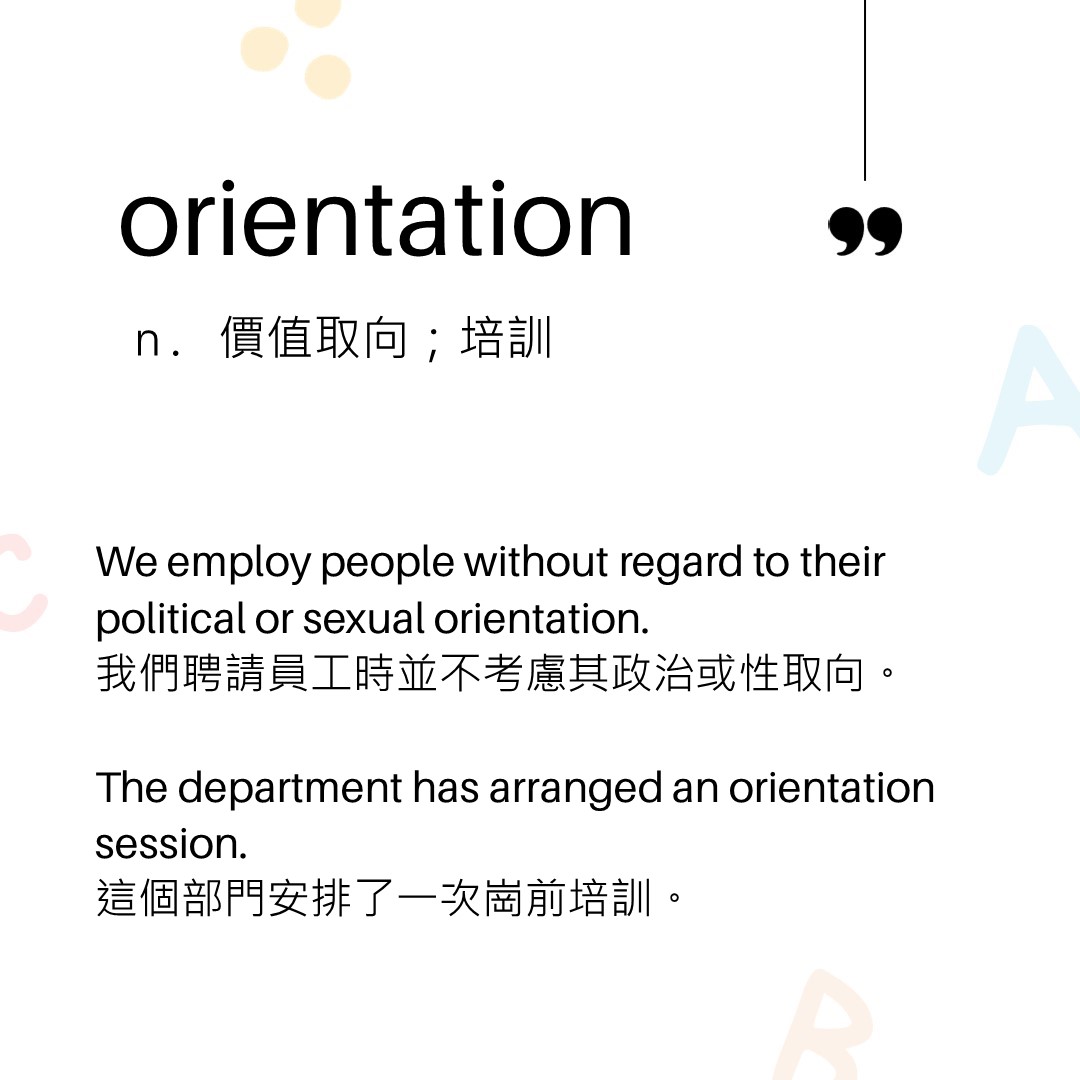 orientation
”
n. 價值取向；培訓
A
C
We employ people without regard to their
political or sexual orientation.
我們聘請員工時並不考慮其政治或性取向。
The department has arranged an orientation
session.
這個部門安排了一次崗前培訓。
B